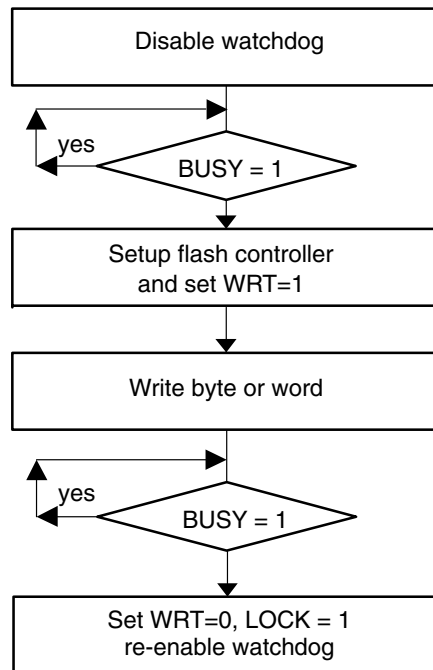 Disable watchdog
yes
BUSY = 1
Setup flash controller
and set WRT=1
Write byte or word
yes
BUSY = 1
Set WRT=0, LOCK = 1
re-enable watchdog